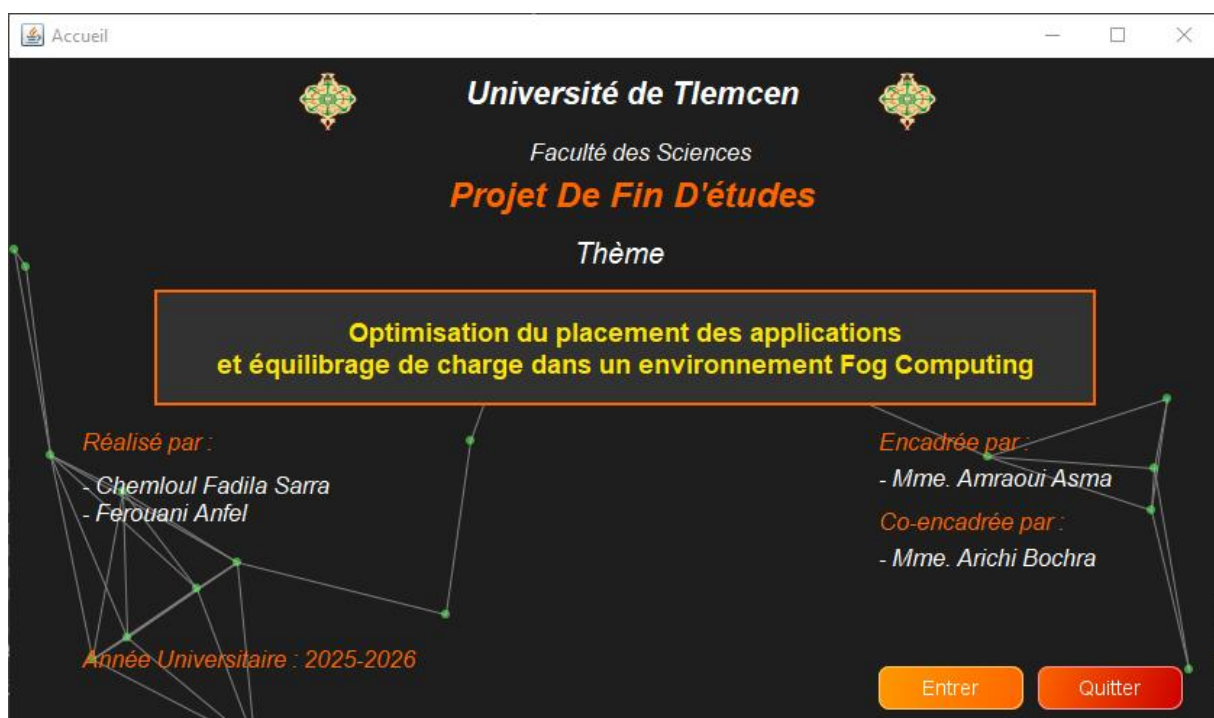 Accueil
Université de Tlemcen
Faculté des Sciences
Projet De Fin D'études
Thème
Optimisation du placement des applications
et équilibrage de charge dans un environnement Fog Computing
Réalisé par :
- Chemloul Fadila Sarra
- Ferouani Anfel
Encadrée par :
- Mme. Amraoui Asma
Co-encadrée par :
- Mme. Arichi Bochra
Année Universitaire : 2025-2026
Entrer
Quitter